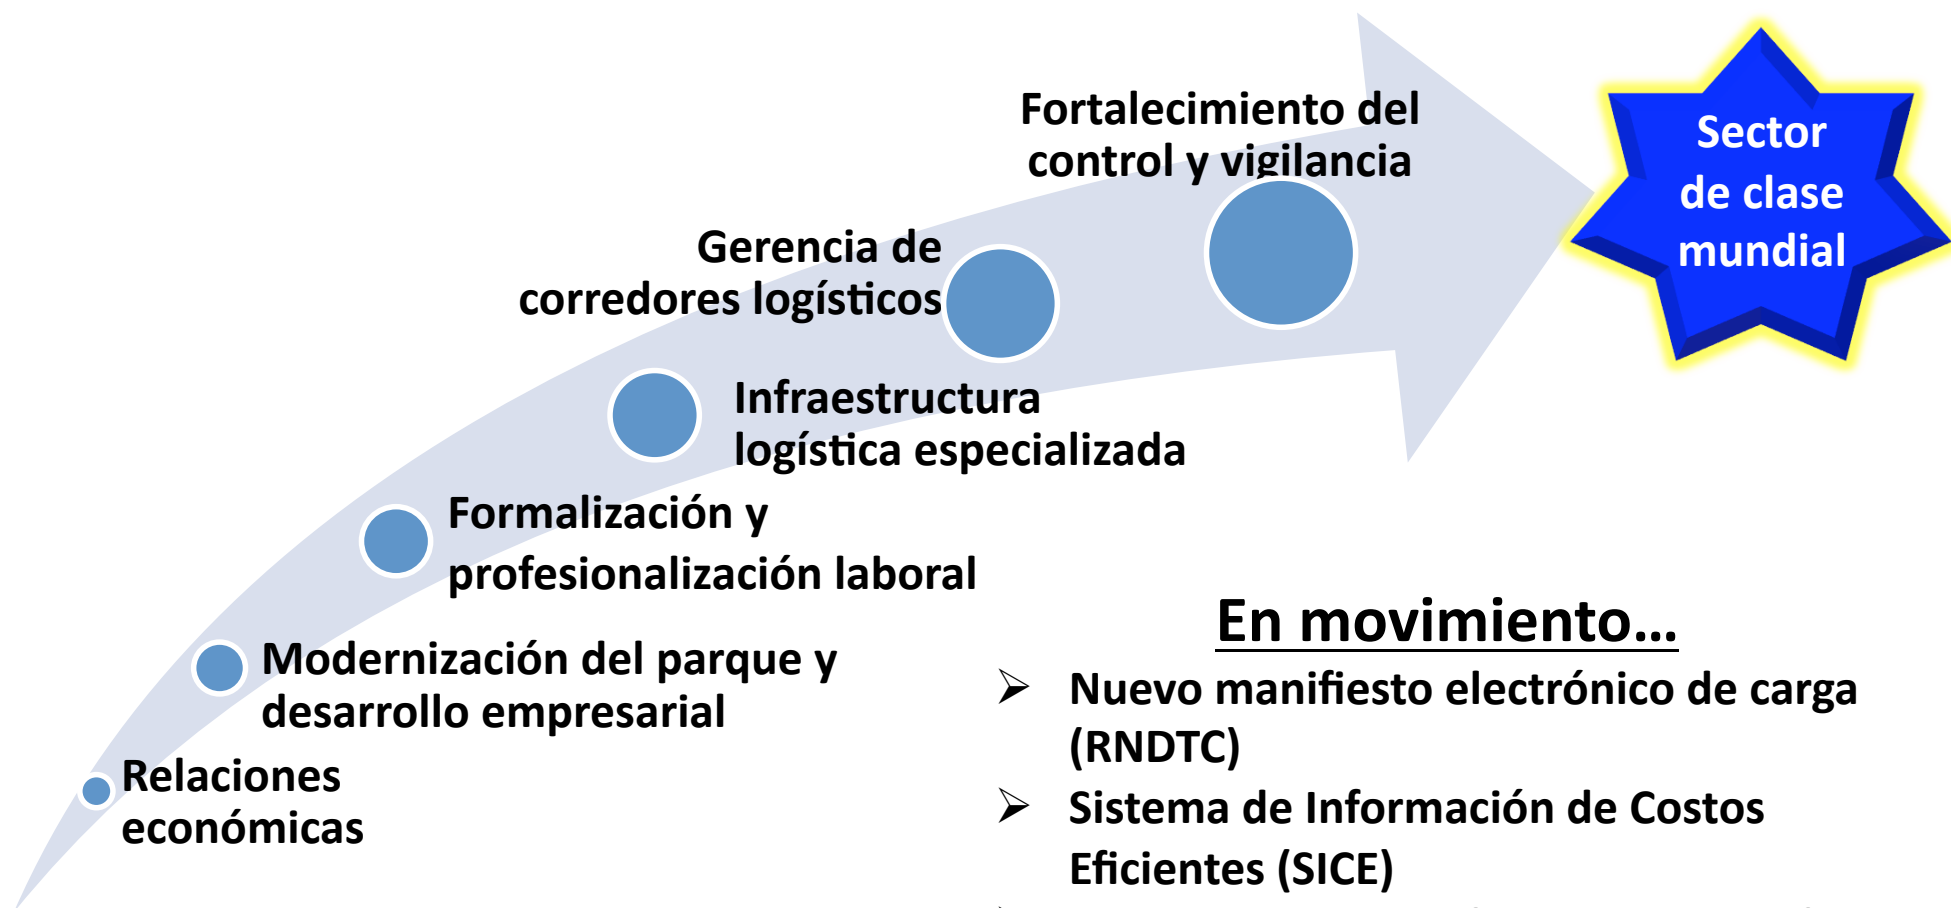 Fortalecimiento del
control y vigilancia
Sector
de clase
mundial
Gerencia de
corredores logísticos
Infraestructura
logística especializada
Formalización y
profesionalización laboral
Modernización del parque y
desarrollo empresarial
Relaciones
económicas
En movimiento...
➢ Nuevo manifiesto electrónico de carga
(RNDTC)
➢ Sistema de Información de Costos
Eficientes (SICE)